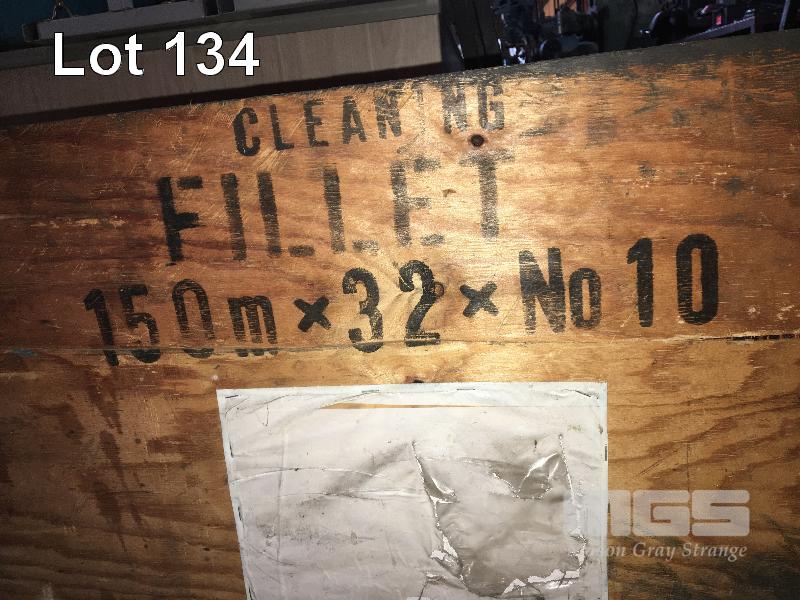 Lot 134
CLEANING
FILLET
150m × 32 × No 10
Gray Strange